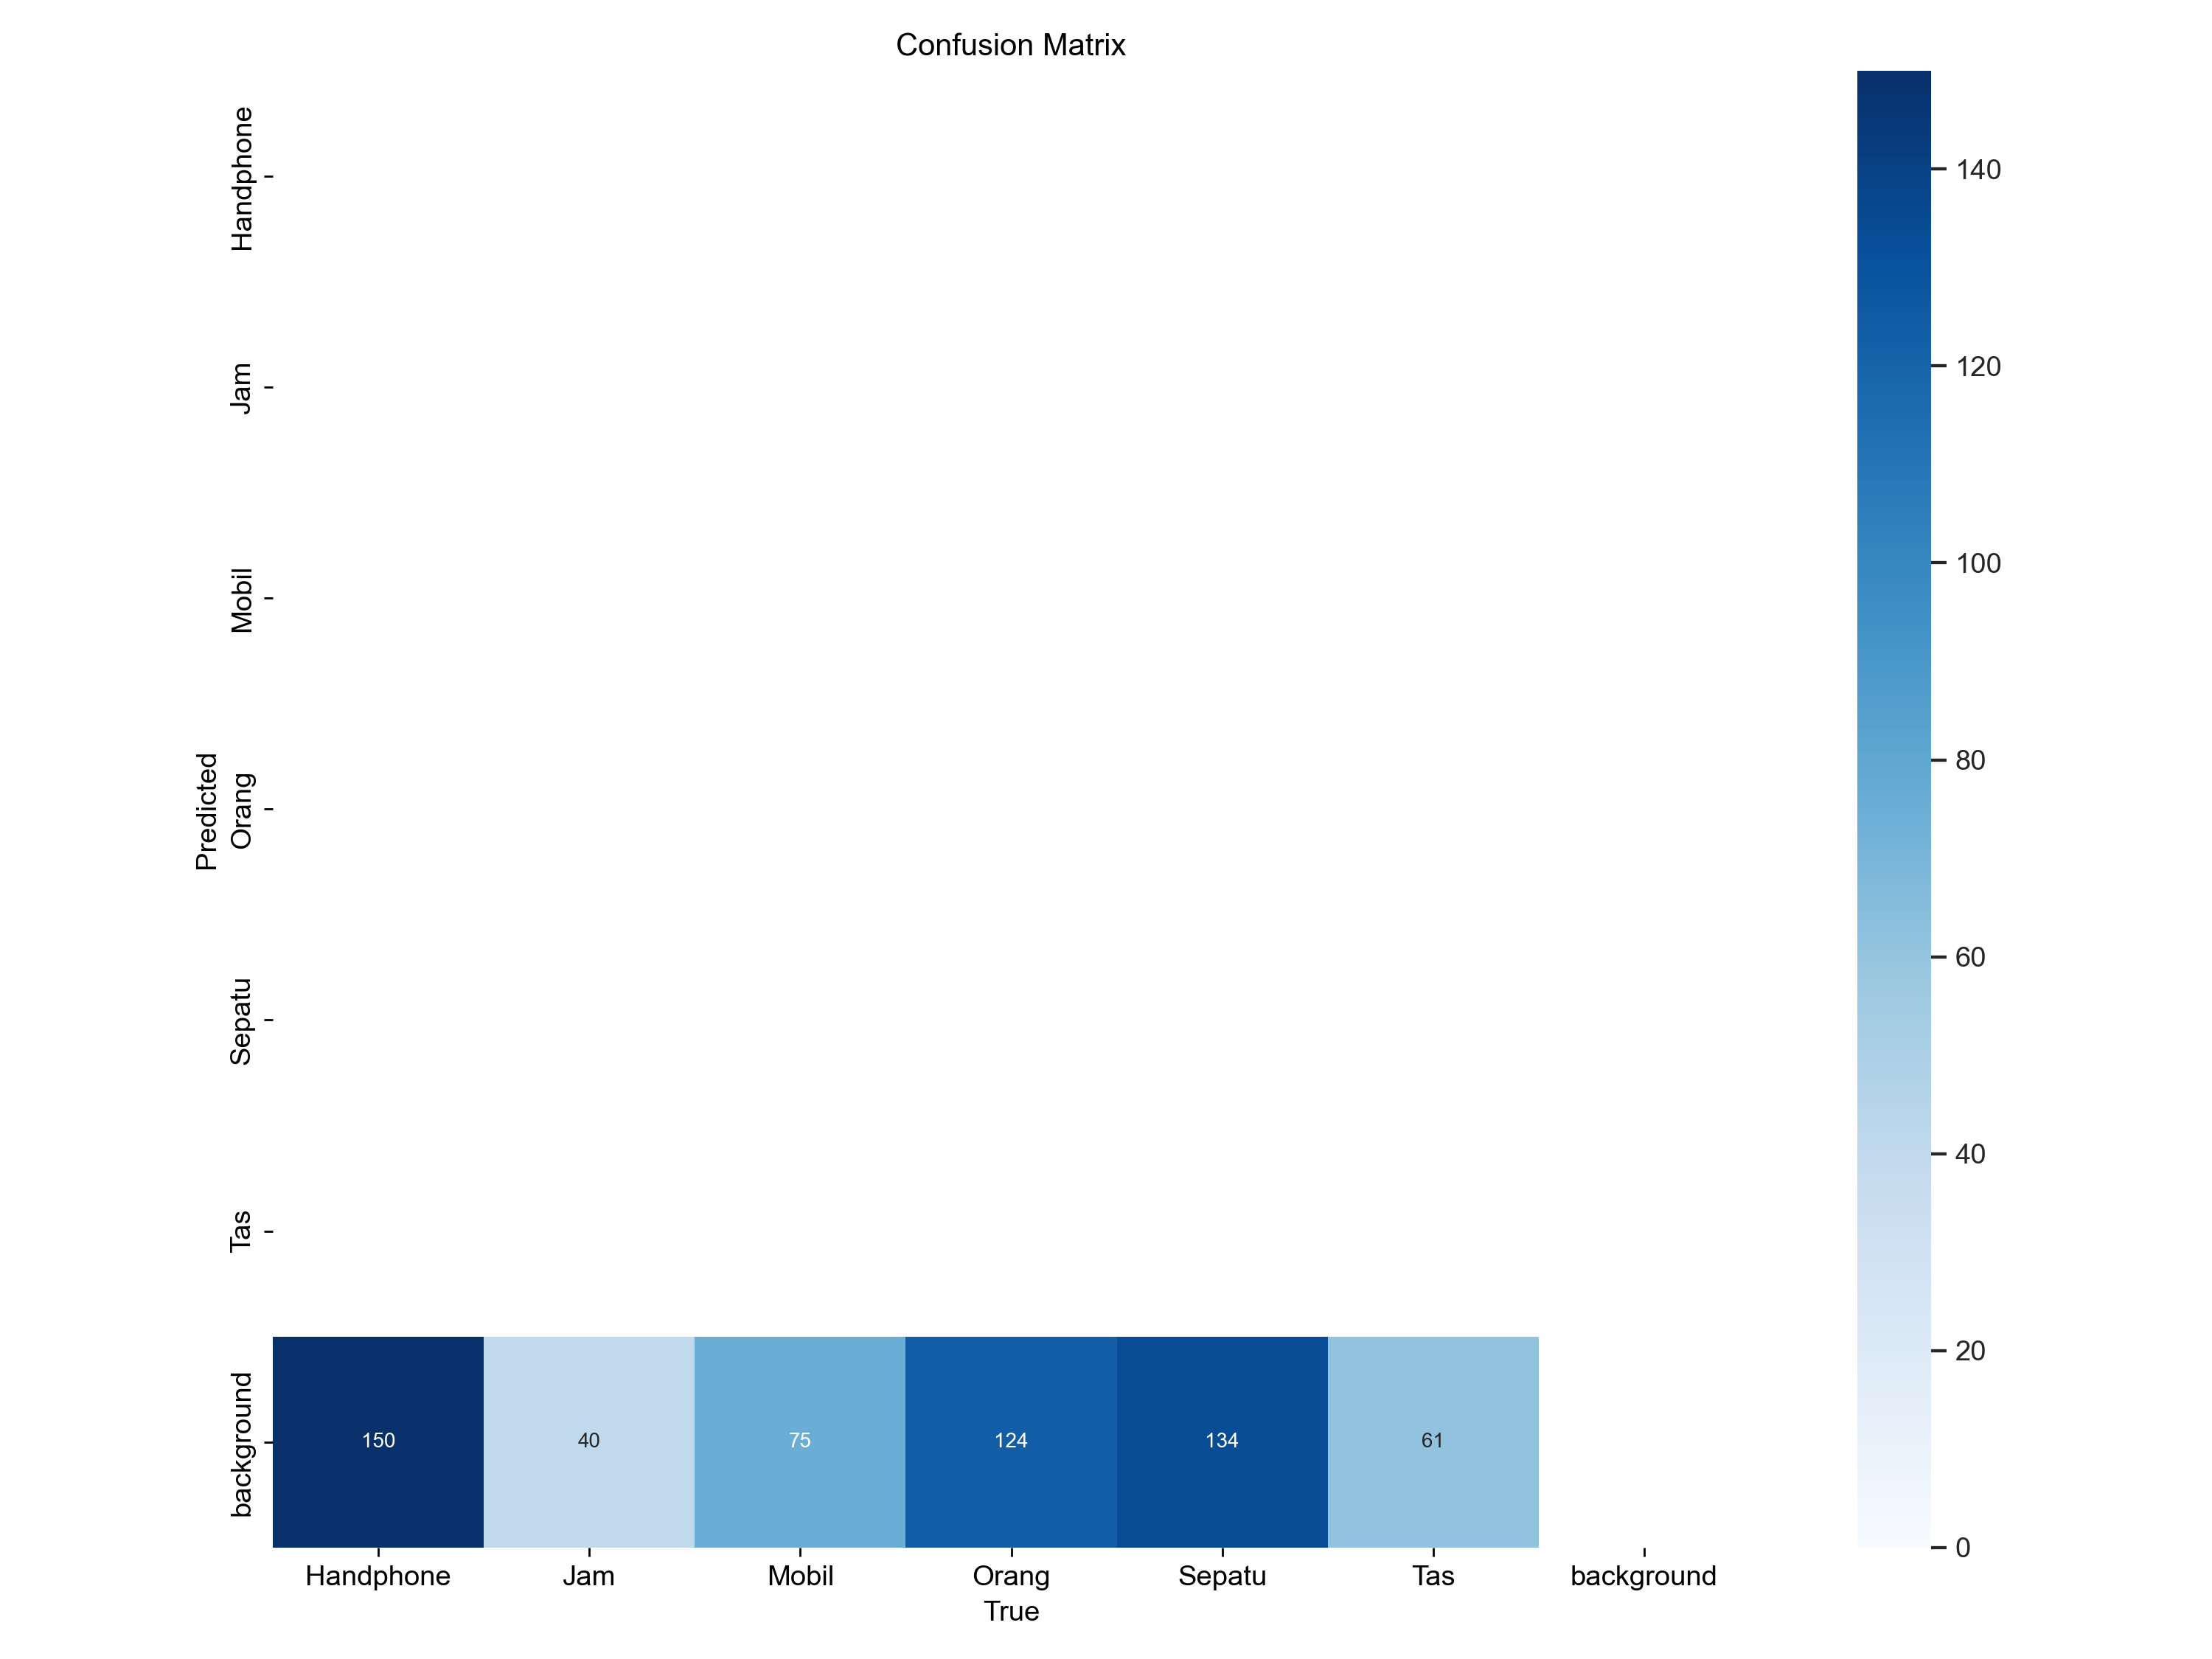 Confusion Matrix
Handphone
Jam
Mobil
Orang
Sepatu
Tas
background
Predicted
150 40 75 124 134 61
Handphone Jam Mobil Orang Sepatu Tas background
True
140
120
100
80
60
40
20
0